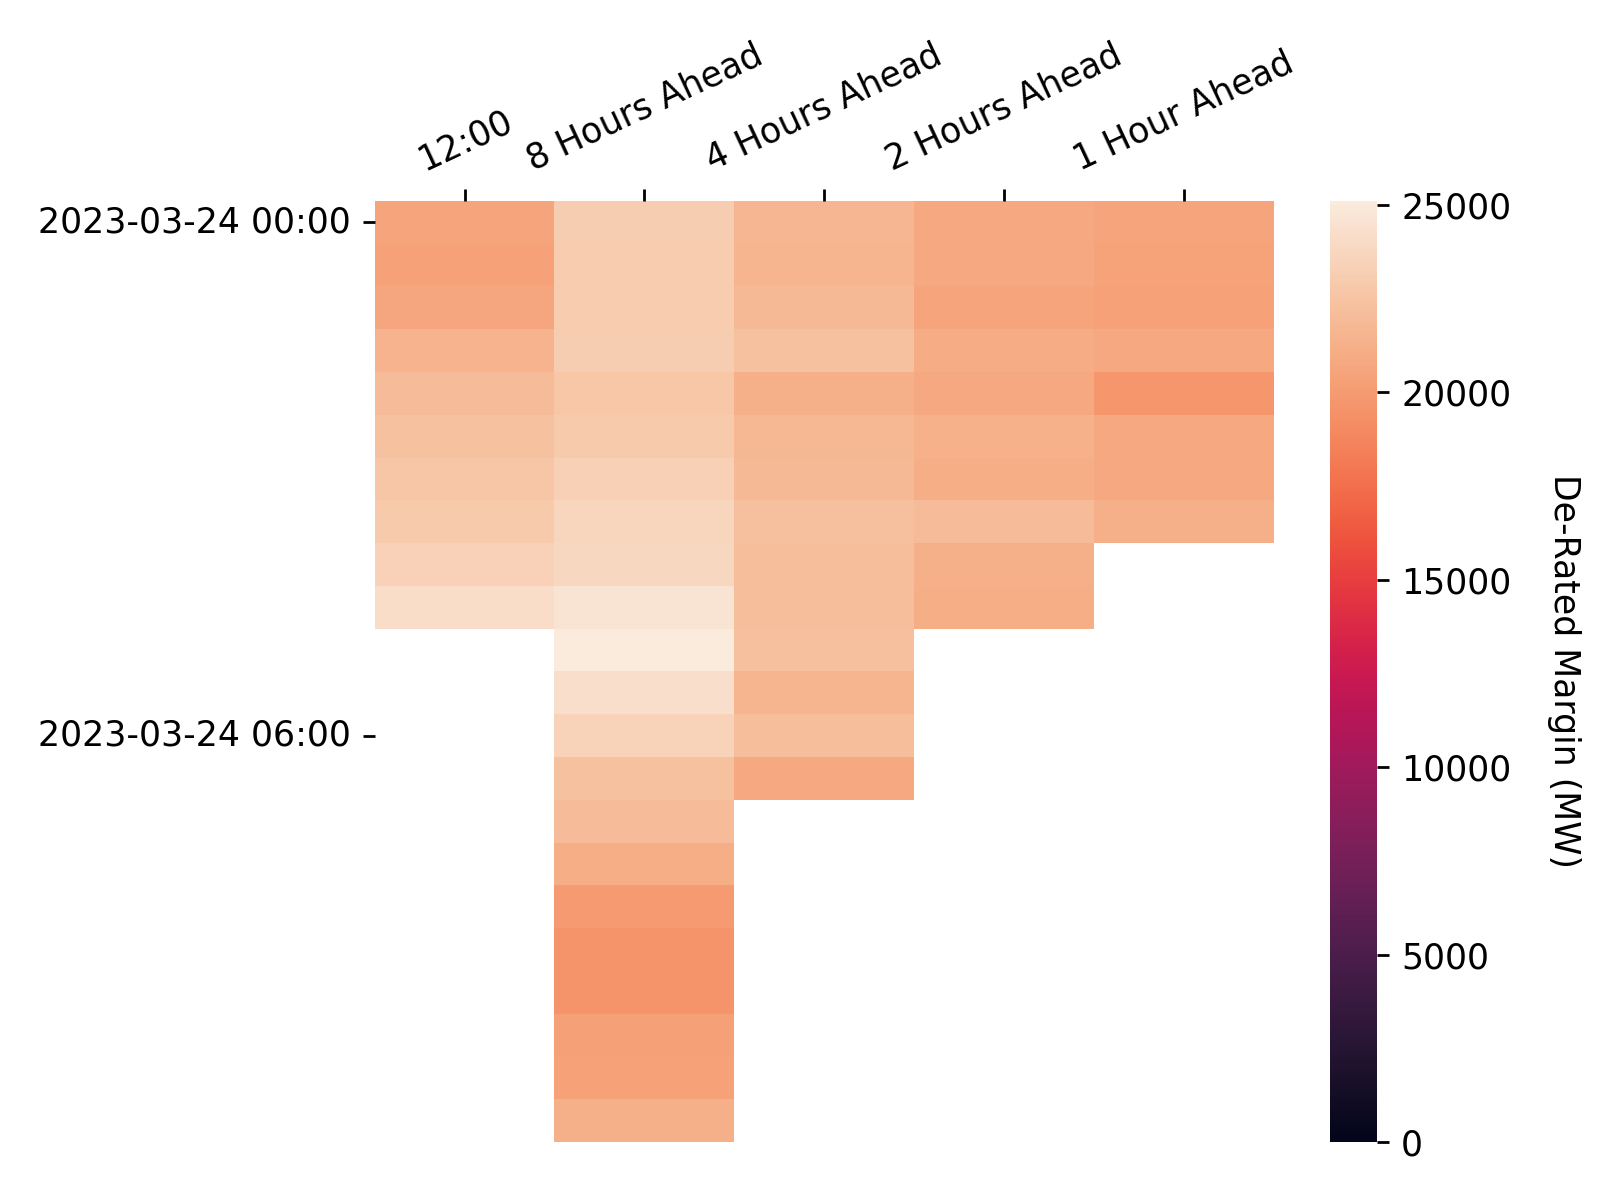 12:00
8 Hours Ahead
4 Hours Ahead
2 Hours Ahead
1 Hour Ahead
2023-03-24 00:00
2023-03-24 06:00
25000
20000
15000
10000
5000
0
De-Rated Margin (MW)